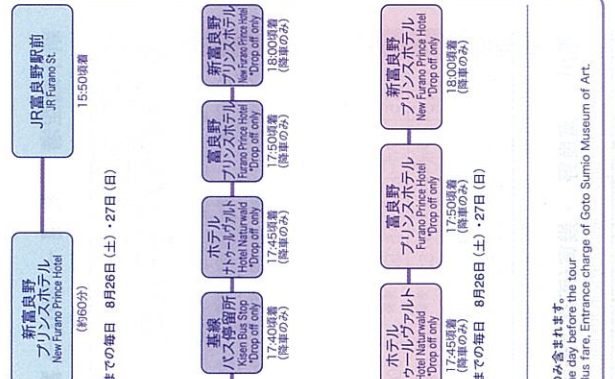 新富良野
プリンスホテル
New Furano Prince Hotel
(約60分)
JR富良野駅前
JR Furano St.
15:50頃着
までの毎日 8月26日(土)・27日(日)
基線
バス停留所
Kisen Bus Stop
*Drop off only
17:40頃着
(降車のみ)
ホテル
ナトゥールヴァルト
Hotel Naturwald
*Drop off only
17:45頃着
(降車のみ)
富良野
プリンスホテル
Furano Prince Hotel
*Drop off only
17:50頃着
(降車のみ)
新富良野
プリンスホテル
New Furano Prince Hotel
*Drop off only
18:00頃着
(降車のみ)
ホテル
ゥールヴァルト
Hotel Naturwald
*Drop off only
17:45頃着
(降車のみ)
富良野
プリンスホテル
Furano Prince Hotel
*Drop off only
17:50頃着
(降車のみ)
新富良野
プリンスホテル
New Furano Prince Hotel
*Drop off only
18:00頃着
(降車のみ)
までの毎日 8月26日(土)・27日(日)
のみ含まれます。
e day before the tour
lus fare, Entrance charge of Goto Sumio Museum of Art.